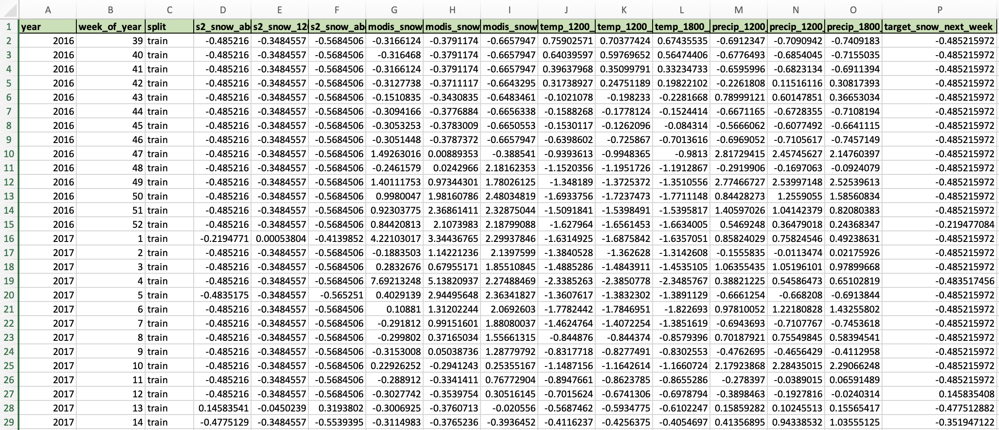 A B C D E F G H I J K L M N O P
1 year week_of_year split s2_snow_abo s2_snow_120 s2_snow_abo modis_snow modis_snow modis_snow temp_1200_ temp_1200_ temp_1800_ precip_1200_ precip_1200_ precip_1800_ target_snow_next_week
2 2016 39 train -0.485216 -0.3484557 -0.5684506 -0.3166124 -0.3791174 -0.6657947 0.75902571 0.70377424 0.67435535 -0.6912347 -0.7090942 -0.7409183 -0.485215972
3 2016 40 train -0.485216 -0.3484557 -0.5684506 -0.316468 -0.3791174 -0.6657947 0.64039597 0.59769652 0.56474406 -0.6776493 -0.6854045 -0.7155035 -0.485215972
4 2016 41 train -0.485216 -0.3484557 -0.5684506 -0.3166124 -0.3791174 -0.6657947 0.39637968 0.35099791 0.33234733 -0.6595996 -0.6823134 -0.6911394 -0.485215972
5 2016 42 train -0.485216 -0.3484557 -0.5684506 -0.3127738 -0.3711117 -0.6643295 0.31738927 0.24751189 0.19822102 -0.2261808 0.11516116 0.30817393 -0.485215972
6 2016 43 train -0.485216 -0.3484557 -0.5684506 -0.1510835 -0.3430835 -0.6483461 -0.1021078 -0.198233 -0.2281668 0.78999121 0.60147851 0.36653034 -0.485215972
7 2016 44 train -0.485216 -0.3484557 -0.5684506 -0.3094166 -0.3776884 -0.6656338 -0.1588268 -0.1778124 -0.1524414 -0.6671165 -0.6728355 -0.7108194 -0.485215972
8 2016 45 train -0.485216 -0.3484557 -0.5684506 -0.3053253 -0.3783009 -0.6650553 -0.1530117 -0.1262096 -0.084314 -0.5666062 -0.6077492 -0.6641115 -0.485215972
9 2016 46 train -0.485216 -0.3484557 -0.5684506 -0.3051448 -0.3787372 -0.6657947 -0.6398602 -0.725867 -0.7013616 -0.6969052 -0.7105617 -0.7457149 -0.485215972
10 2016 47 train -0.485216 -0.3484557 -0.5684506 1.49263016 0.00889353 -0.388541 -0.9393613 -0.9948365 -0.9813 2.81729415 2.45745627 2.14760397 -0.485215972
11 2016 48 train -0.485216 -0.3484557 -0.5684506 -0.2461579 0.0242966 2.18162353 -1.1520356 -1.1951726 -1.1912867 -0.2919906 -0.1697063 -0.0924079 -0.485215972
12 2016 49 train -0.485216 -0.3484557 -0.5684506 1.40111753 0.97344301 1.78026125 -1.348189 -1.3725372 -1.3510556 2.77466727 2.53997148 2.52539613 -0.485215972
13 2016 50 train -0.485216 -0.3484557 -0.5684506 0.9980047 1.98160786 2.48034819 -1.6933756 -1.7237473 -1.7711148 0.84428273 1.2559055 1.58560834 -0.485215972
14 2016 51 train -0.485216 -0.3484557 -0.5684506 0.92303775 2.36861411 2.32875044 -1.5091841 -1.5398491 -1.5395817 1.40597026 1.04142379 0.82080383 -0.485215972
15 2016 52 train -0.485216 -0.3484557 -0.5684506 0.84420813 2.1073983 2.18799088 -1.627964 -1.6561453 -1.6634005 0.5469248 0.36479018 0.24368347 -0.219477084
16 2017 1 train -0.2194771 0.00053804 -0.4139852 4.22103017 3.34436765 2.29937846 -1.6314925 -1.6875842 -1.6357051 0.85824029 0.75824546 0.49238631 -0.485215972
17 2017 2 train -0.485216 -0.3484557 -0.5684506 -0.1883503 1.14221236 2.1397599 -1.3840528 -1.362628 -1.3142608 -0.1555835 -0.0113474 0.02175926 -0.485215972
18 2017 3 train -0.485216 -0.3484557 -0.5684506 0.2832676 0.67955171 1.85510845 -1.4885286 -1.4843911 -1.4535105 1.06355435 1.05196101 0.97899668 -0.485215972
19 2017 4 train -0.485216 -0.3484557 -0.5684506 7.69213248 5.13820937 2.27488469 -2.3385263 -2.3850778 -2.3485767 0.38821225 0.54586473 0.65102819 -0.483517456
20 2017 5 train -0.4835175 -0.3484557 -0.565251 0.4029139 2.94495648 2.36341827 -1.3607617 -1.3832302 -1.3891129 -0.6661254 -0.668208 -0.6913844 -0.485215972
21 2017 6 train -0.485216 -0.3484557 -0.5684506 0.10881 1.31202244 2.0692603 -1.7782442 -1.7846951 -1.822693 0.97810052 1.22180828 1.43255802 -0.485215972
22 2017 7 train -0.485216 -0.3484557 -0.5684506 -0.291812 0.99151601 1.88080037 -1.4624764 -1.4072254 -1.3851619 -0.6943693 -0.7107767 -0.7453618 -0.485215972
23 2017 8 train -0.485216 -0.3484557 -0.5684506 -0.299802 0.37165034 1.55661315 -0.844876 -0.844374 -0.8579396 0.70187921 0.75549845 0.58394541 -0.485215972
24 2017 9 train -0.485216 -0.3484557 -0.5684506 -0.3153008 0.05038736 1.28779792 -0.8317718 -0.8277491 -0.8302553 -0.4762695 -0.4656429 -0.4112958 -0.485215972
25 2017 10 train -0.485216 -0.3484557 -0.5684506 0.22926252 -0.2941243 0.25355167 -1.1487156 -1.1642614 -1.1660724 2.17923868 2.28435015 2.29066248 -0.485215972
26 2017 11 train -0.485216 -0.3484557 -0.5684506 -0.288912 -0.3341411 0.76772904 -0.8947661 -0.8623785 -0.8655286 -0.278397 -0.0389015 0.06591489 -0.485215972
27 2017 12 train -0.485216 -0.3484557 -0.5684506 -0.3027742 -0.3539754 0.30516145 -0.7015624 -0.6741306 -0.6978794 -0.3898463 -0.1927816 -0.0240314 0.145835408
28 2017 13 train 0.14583541 -0.0450239 0.3193802 -0.3006925 -0.3760713 -0.020556 -0.5687462 -0.5934775 -0.6102247 0.15859282 0.10245513 0.15565417 -0.477512882
29 2017 14 train -0.4775129 -0.3484557 -0.5539395 -0.3114983 -0.3765236 -0.3936452 -0.4116237 -0.4256375 -0.4054697 0.41356895 0.94338532 1.03555125 -0.351947122